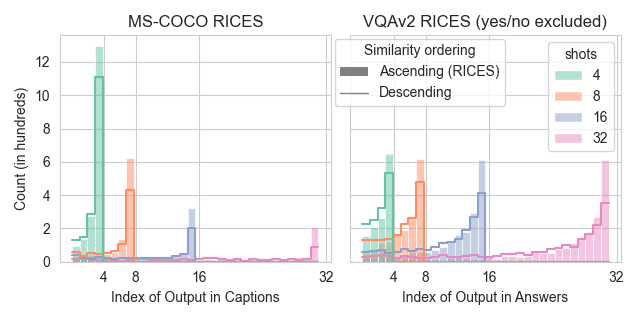 MS-COCO RICES
VQAv2 RICES (yes/no excluded)
Count (in hundreds)
12
10
8
6
4
2
0
4 8 16 32
Index of Output in Captions
Similarity ordering
Ascending (RICES)
Descending
shots
4
8
16
32
4 8 16 32
Index of Output in Answers